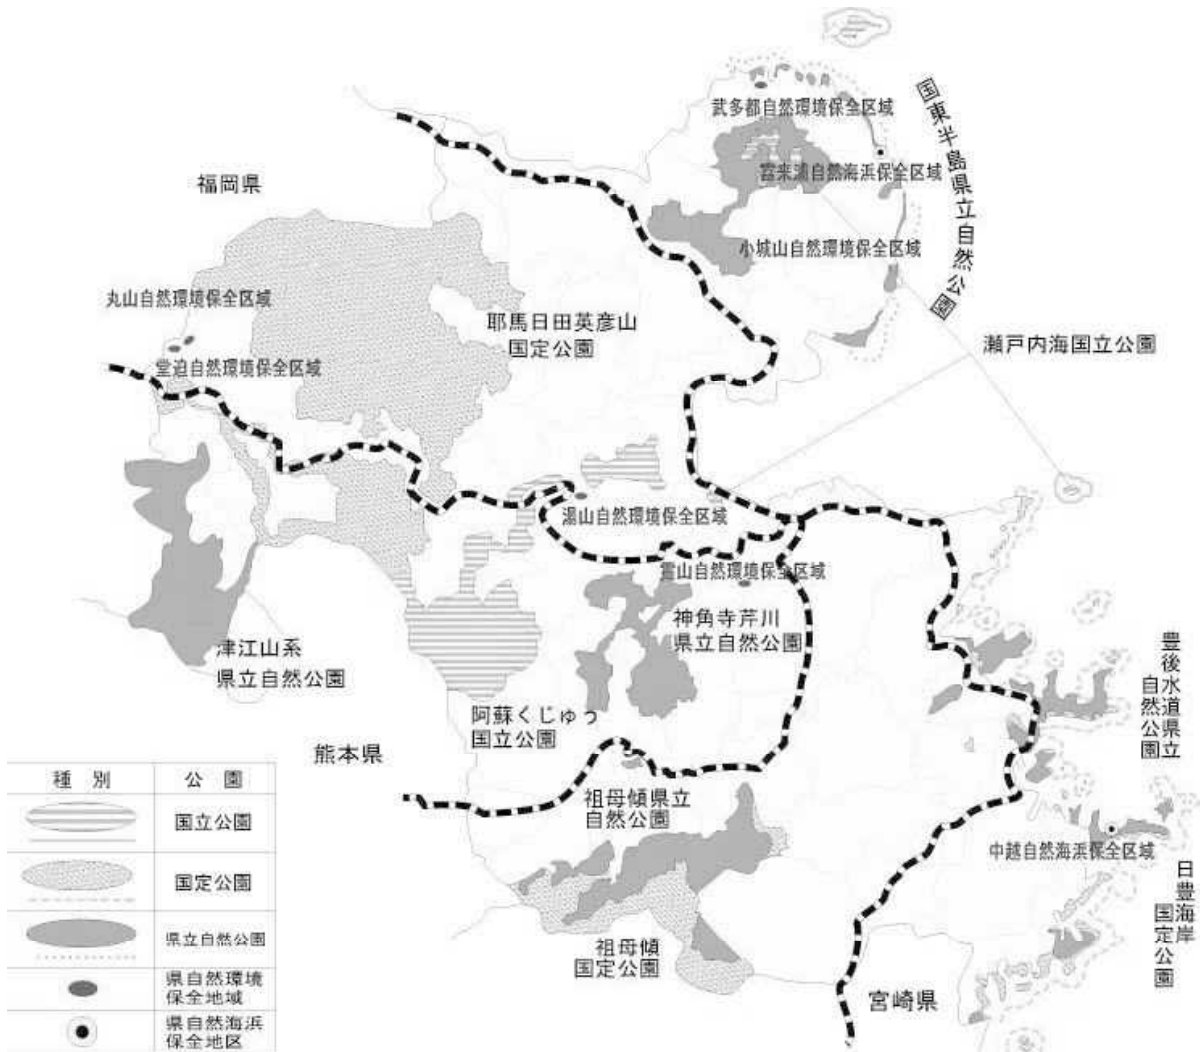 武多都自然環境保全区域
国東半島県立自然公園
富来浦自然海浜保全区域
福岡県
小城山自然環境保全区域
丸山自然環境保全区域
耶馬日田英彦山
国定公園
瀬戸内海国立公園
堂迫自然環境保全区域
湯山自然環境保全区域
霊山自然環境保全区域
神角寺芹川
県立自然公園
津江山系
県立自然公園
豊後水道県立
自然公園
阿蘇くじゅう
国立公園
熊本県
祖母傾県立
自然公園
中越自然海浜保全区域
日豊海岸
国定公園
祖母傾
国定公園
宮崎県
種 別
公 園
国立公園
国定公園
県立自然公園
県自然環境
保全地域
県自然海浜
保全地区